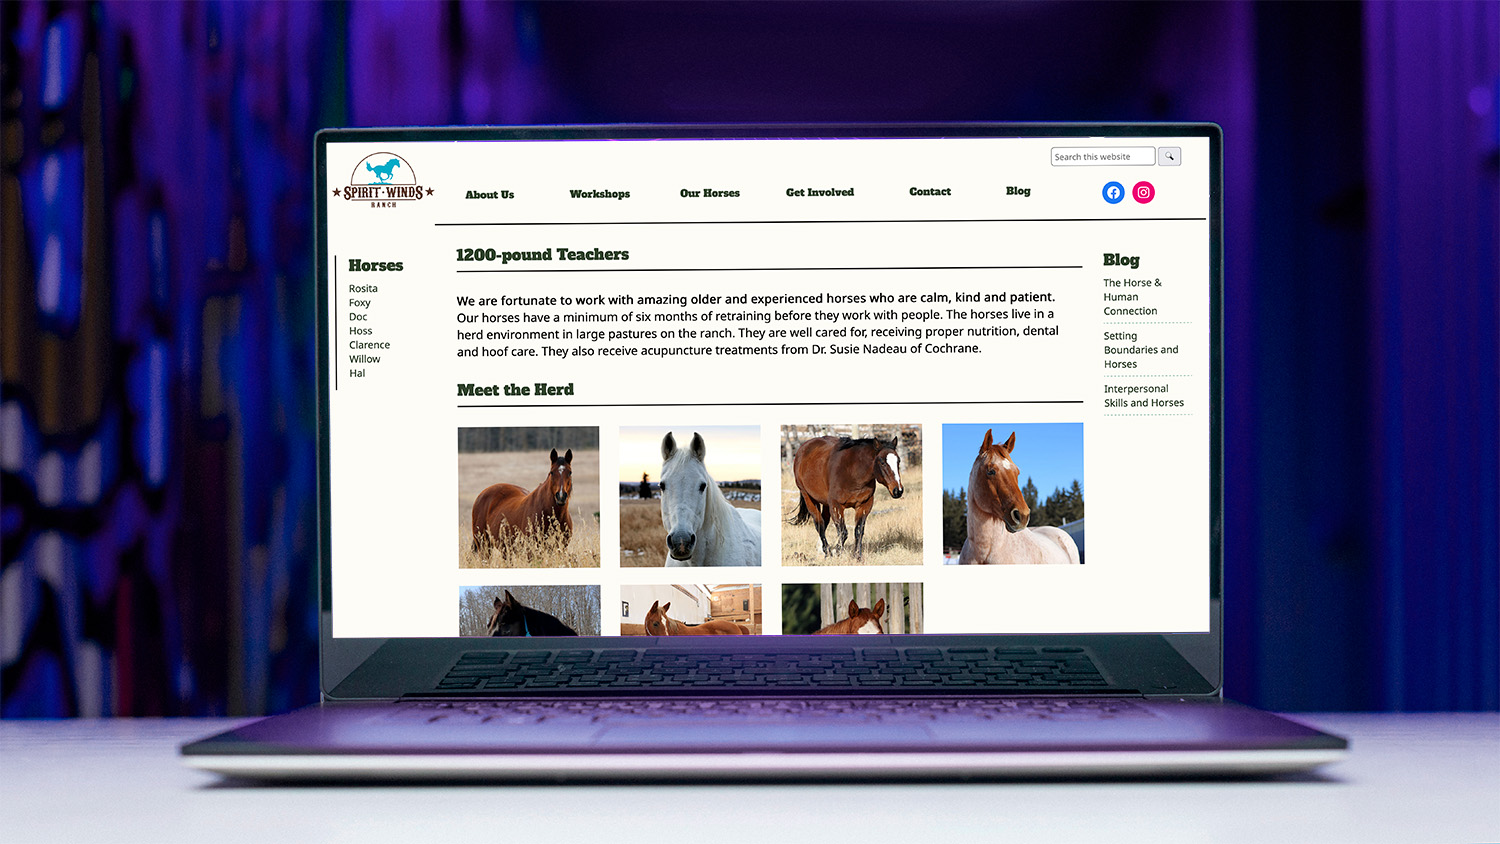 SPIRIT · WINDS
RANCH
About Us
Workshops
Our Horses
Get Involved
Contact
Blog
Search this website
Horses
Rosita
Foxy
Doc
Hoss
Clarence
Willow
Hal
1200-pound Teachers
We are fortunate to work with amazing older and experienced horses who are calm, kind and patient.
Our horses have a minimum of six months of retraining before they work with people. The horses live in a
herd environment in large pastures on the ranch. They are well cared for, receiving proper nutrition, dental
and hoof care. They also receive acupuncture treatments from Dr. Susie Nadeau of Cochrane.
Meet the Herd
Blog
The Horse &
Human
Connection
Setting
Boundaries and
Horses
Interpersonal
Skills and Horses